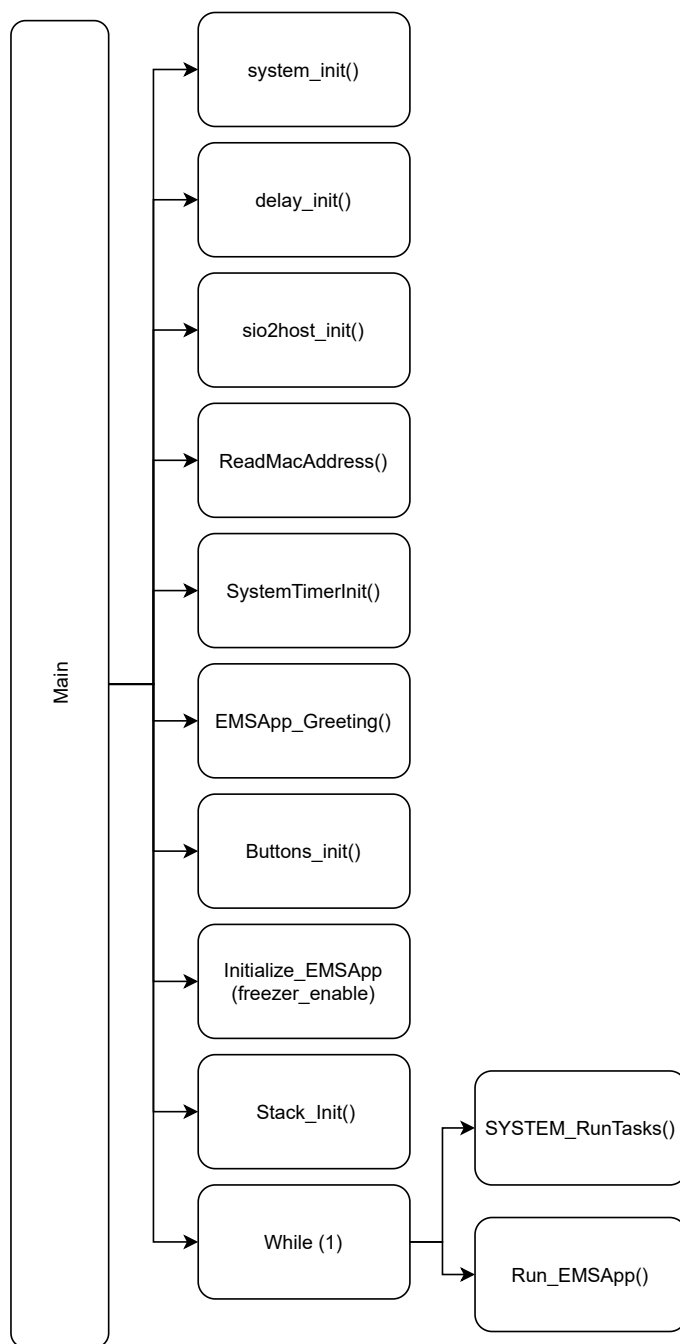 Main
system_init()
delay_init()
sio2host_init()
ReadMacAddress()
SystemTimerInit()
EMSApp_Greeting()
Buttons_init()
Initialize_EMSApp
(freezer_enable)
Stack_Init()
While (1)
SYSTEM_RunTasks()
Run_EMSApp()